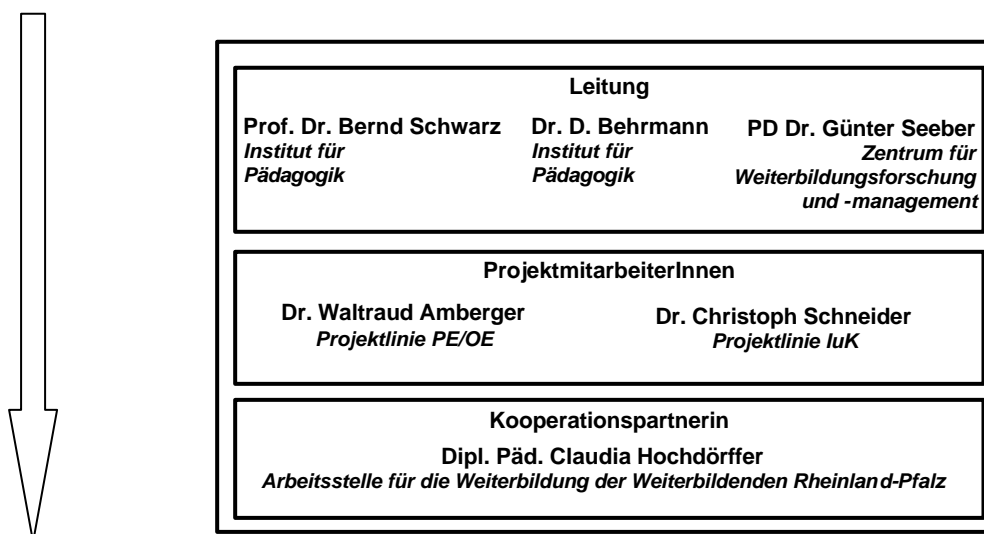 Leitung
Prof. Dr. Bernd Schwarz
Institut für
Pädagogik
Dr. D. Behrmann
Institut für
Pädagogik
PD Dr. Günter Seeber
Zentrum für
Weiterbildungsforschung
und -management
ProjektmitarbeiterInnen
Dr. Waltraud Amberger
Projektlinie PE/OE
Dr. Christoph Schneider
Projektlinie IuK
Kooperationspartnerin
Dipl. Päd. Claudia Hochdörffer
Arbeitsstelle für die Weiterbildung der Weiterbildenden Rheinland-Pfalz